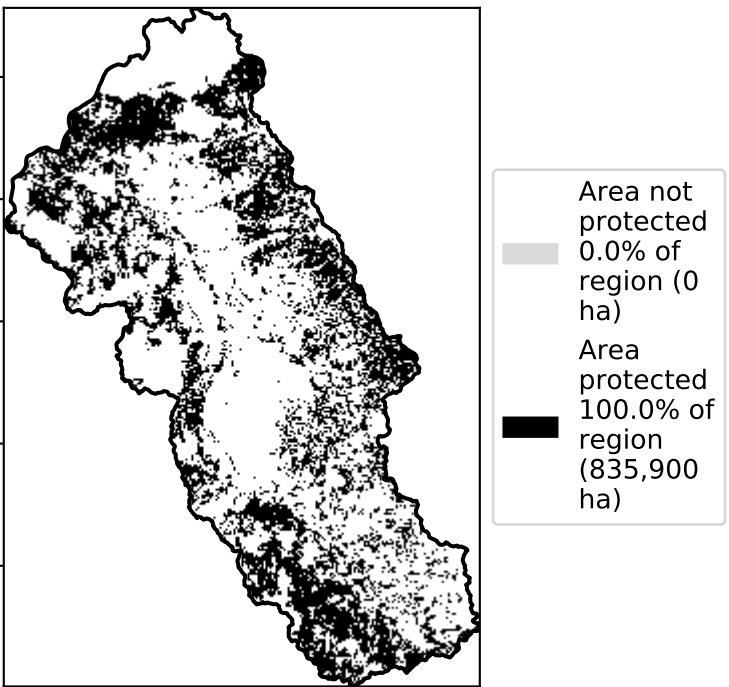 Area not
protected
0.0% of
region (0
ha)
Area
protected
100.0% of
region
(835,900
ha)